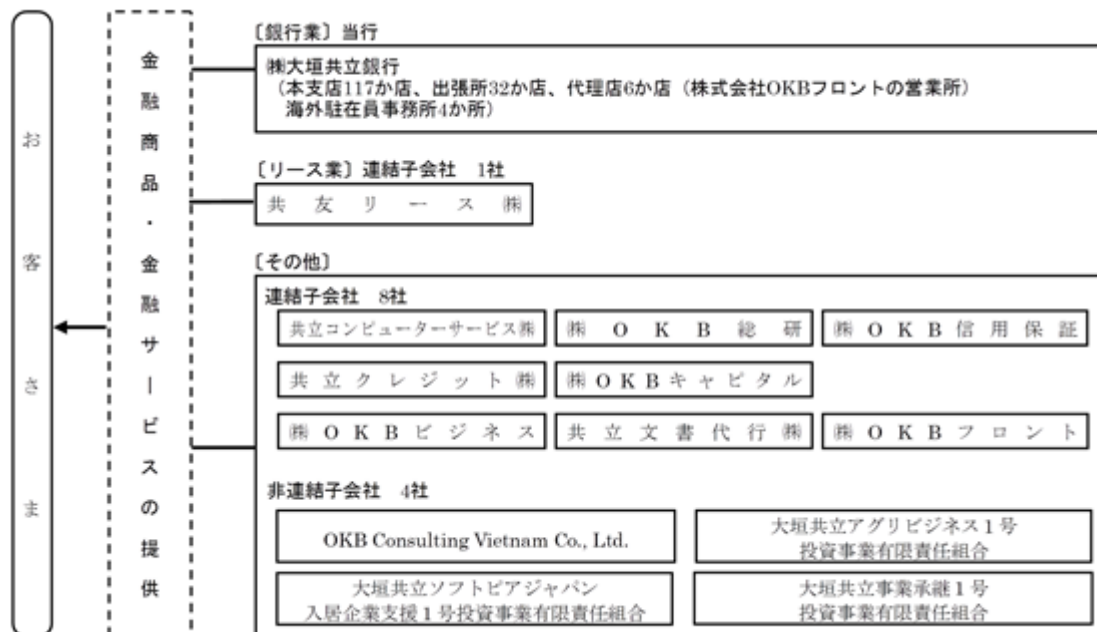 お客さま
金融商品・金融サービスの提供
〔銀行業〕当行
㈱大垣共立銀行
(本支店117か店、出張所32か店、代理店6か店(株式会社OKBフロントの営業所)
海外駐在員事務所4か所)
〔リース業〕連結子会社 1社
共友リース㈱
〔その他〕
連結子会社 8社
共立コンピューターサービス㈱
㈱OKB総研
㈱OKB信用保証
共立クレジット㈱
㈱OKBキャピタル
㈱OKBビジネス
共立文書代行㈱
㈱OKBフロント
非連結子会社 4社
OKB Consulting Vietnam Co., Ltd.
大垣共立アグリビジネス1号
投資事業有限責任組合
大垣共立ソフトピアジャパン
入居企業支援1号投資事業有限責任組合
大垣共立事業承継1号
投資事業有限責任組合